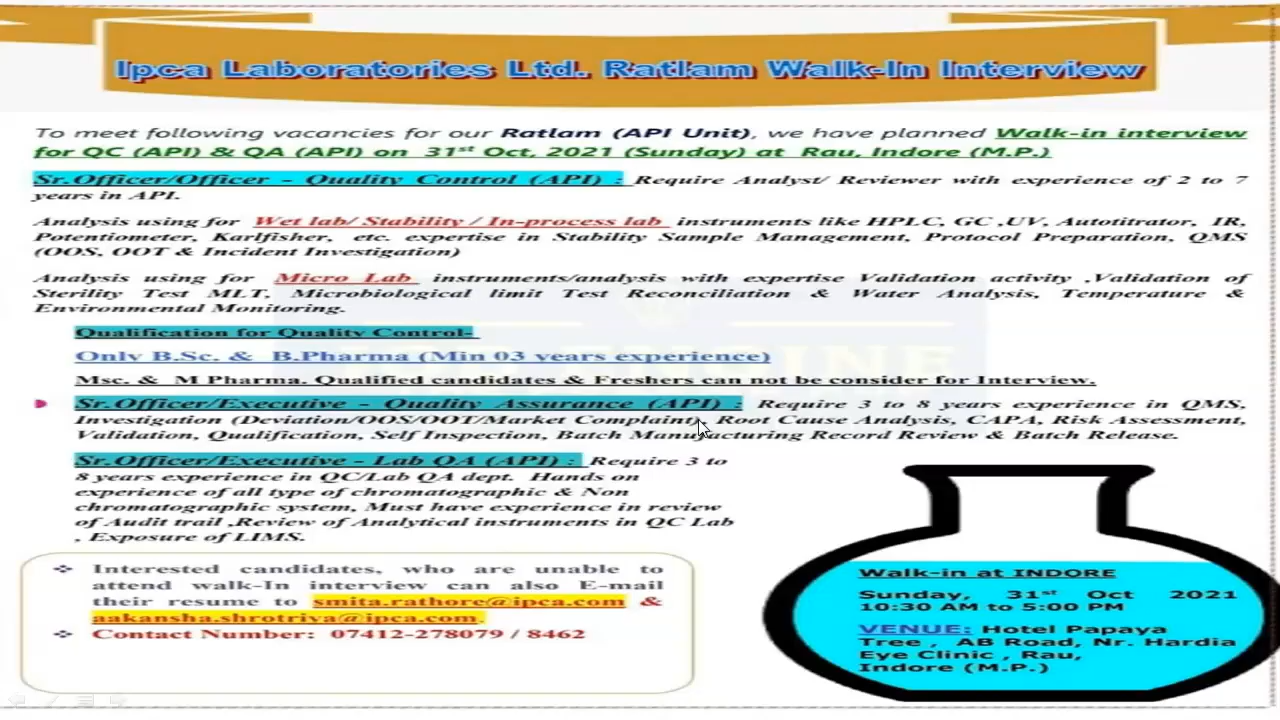 Ipca Laboratories Ltd. Ratlam Walk-In Interview
To meet following vacancies for our Ratlam (API Unit), we have planned Walk-in interview
for QC (API) & QA (API) on 31st Oct, 2021 (Sunday) at Rau, Indore (M.P.)
Sr.Officer/Officer - Quality Control (API) : Require Analyst/ Reviewer with experience of 2 to 7
years in API.
Analysis using for Wet lab/ Stability / In-process lab instruments like HPLC, GC ,UV, Autotitrator, IR,
Potentiometer, Karlfisher, etc. expertise in Stability Sample Management, Protocol Preparation, QMS
(OOS, OOT & Incident Investigation)
Analysis using for Micro Lab instruments/analysis with expertise Validation activity ,Validation of
Sterility Test MLT, Microbiological limit Test Reconciliation & Water Analysis, Temperature &
Environmental Monitoring.
Qualification for Quality Control-
Only B.Sc. & B.Pharma (Min 03 years experience)
Msc. & M Pharma. Qualified candidates & Freshers can not be consider for Interview.
Sr.Officer/Executive - Quality Assurance (API) : Require 3 to 8 years experience in QMS,
Investigation (Deviation/OOS/OOT/Market Complaint, Root Cause Analysis, CAPA, Risk Assessment,
Validation, Qualification, Self Inspection, Batch Manufacturing Record Review & Batch Release.
Sr.Officer/Executive - Lab QA (API) : Require 3 to
8 years experience in QC/Lab QA dept. Hands on
experience of all type of chromatographic & Non
chromatographic system, Must have experience in review
of Audit trail ,Review of Analytical instruments in QC Lab
, Exposure of LIMS.
Interested candidates, who are unable to
attend walk-In interview can also E-mail
their resume to smita.rathore@ipca.com &
aakansha.shrotriya@ipca.com.
Contact Number: 07412-278079 / 8462
Walk-in at INDORE
Sunday, 31st Oct 2021
10:30 AM to 5:00 PM
VENUE: Hotel Papaya
Tree , AB Road, Nr. Hardia
Eye Clinic , Rau,
Indore (M.P.)